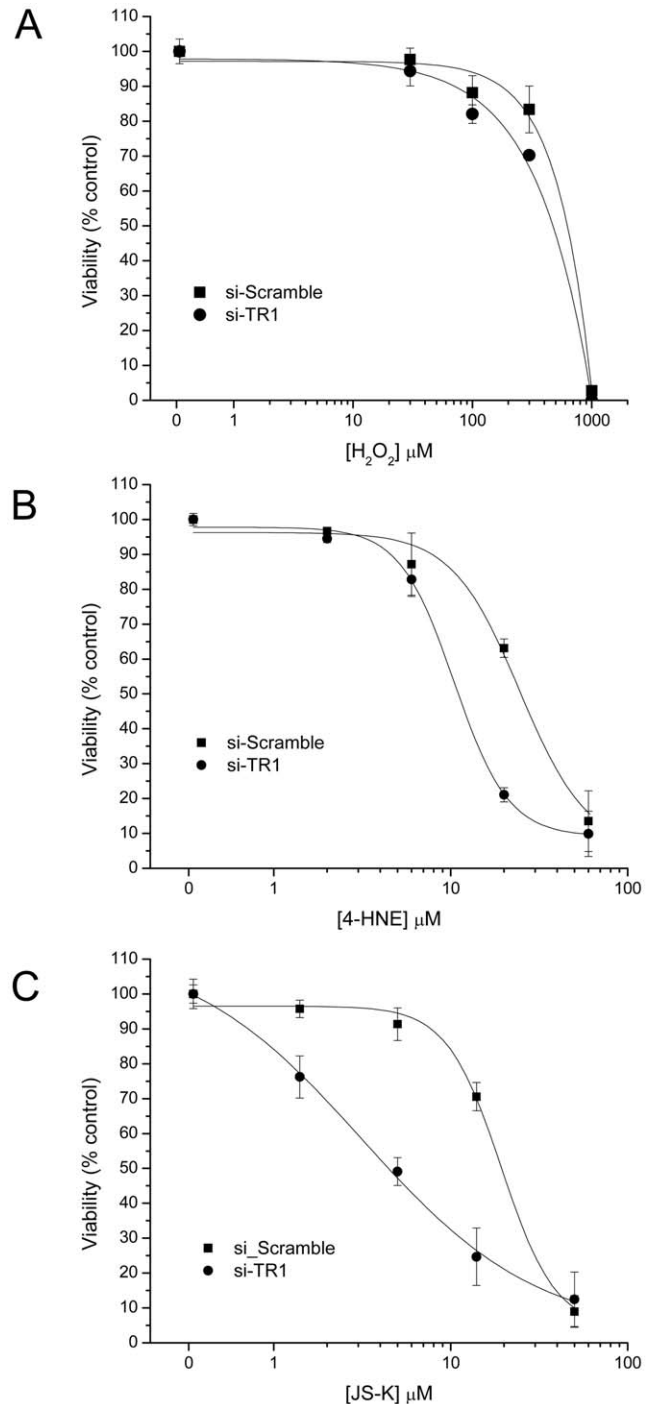 A
110
100
90
80
70
60
50
40
30
20
10
0
Viability (% control)
si-Scramble
si-TR1
0 1 10 100 1000
[H₂O₂] μM
B
110
100
90
80
70
60
50
40
30
20
10
0
Viability (% control)
si-Scramble
si-TR1
0 1 10 100
[4-HNE] μM
C
110
100
90
80
70
60
50
40
30
20
10
0
Viability (% control)
si_Scramble
si-TR1
0 1 10 100
[JS-K] μM